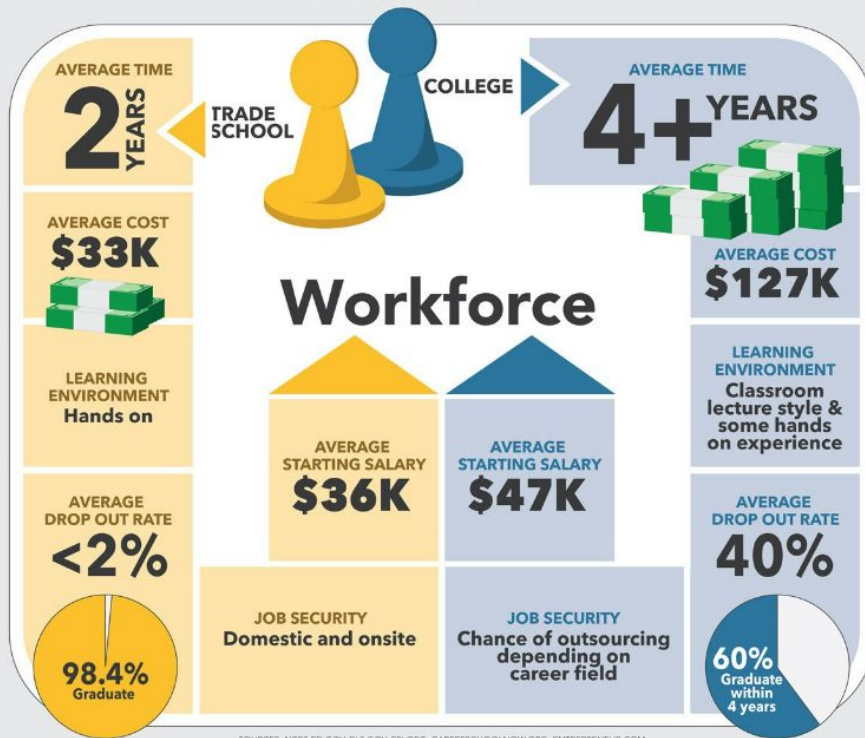 AVERAGE TIME
2 YEARS
TRADE
SCHOOL
AVERAGE COST
$33K
LEARNING
ENVIRONMENT
Hands on
AVERAGE
DROP OUT RATE
<2%
98.4%
Graduate
COLLEGE
AVERAGE TIME
4+ YEARS
AVERAGE COST
$127K
LEARNING
ENVIRONMENT
Classroom
lecture style &
some hands
on experience
AVERAGE
DROP OUT RATE
40%
60%
Graduate
within
4 years
Workforce
AVERAGE
STARTING SALARY
$36K
AVERAGE
STARTING SALARY
$47K
JOB SECURITY
Domestic and onsite
JOB SECURITY
Chance of outsourcing
depending on
career field